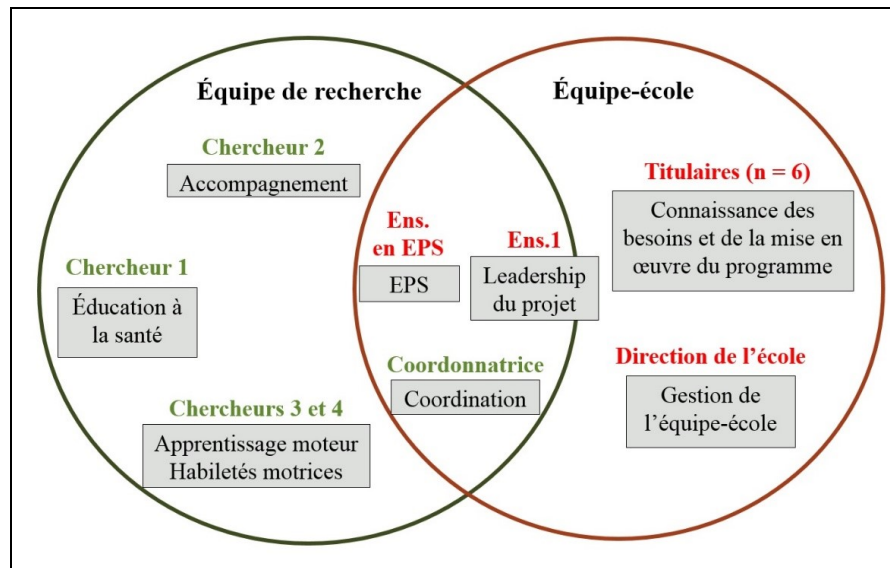 Équipe de recherche
Équipe-école
Chercheur 2
Accompagnement
Chercheur 1
Éducation à
la santé
Chercheurs 3 et 4
Apprentissage moteur
Habiletés motrices
Ens.
en EPS
EPS
Ens.1
Leadership
du projet
Coordonnatrice
Coordination
Titulaires (n = 6)
Connaissance des
besoins et de la mise en
œuvre du programme
Direction de l’école
Gestion de
l’équipe-école